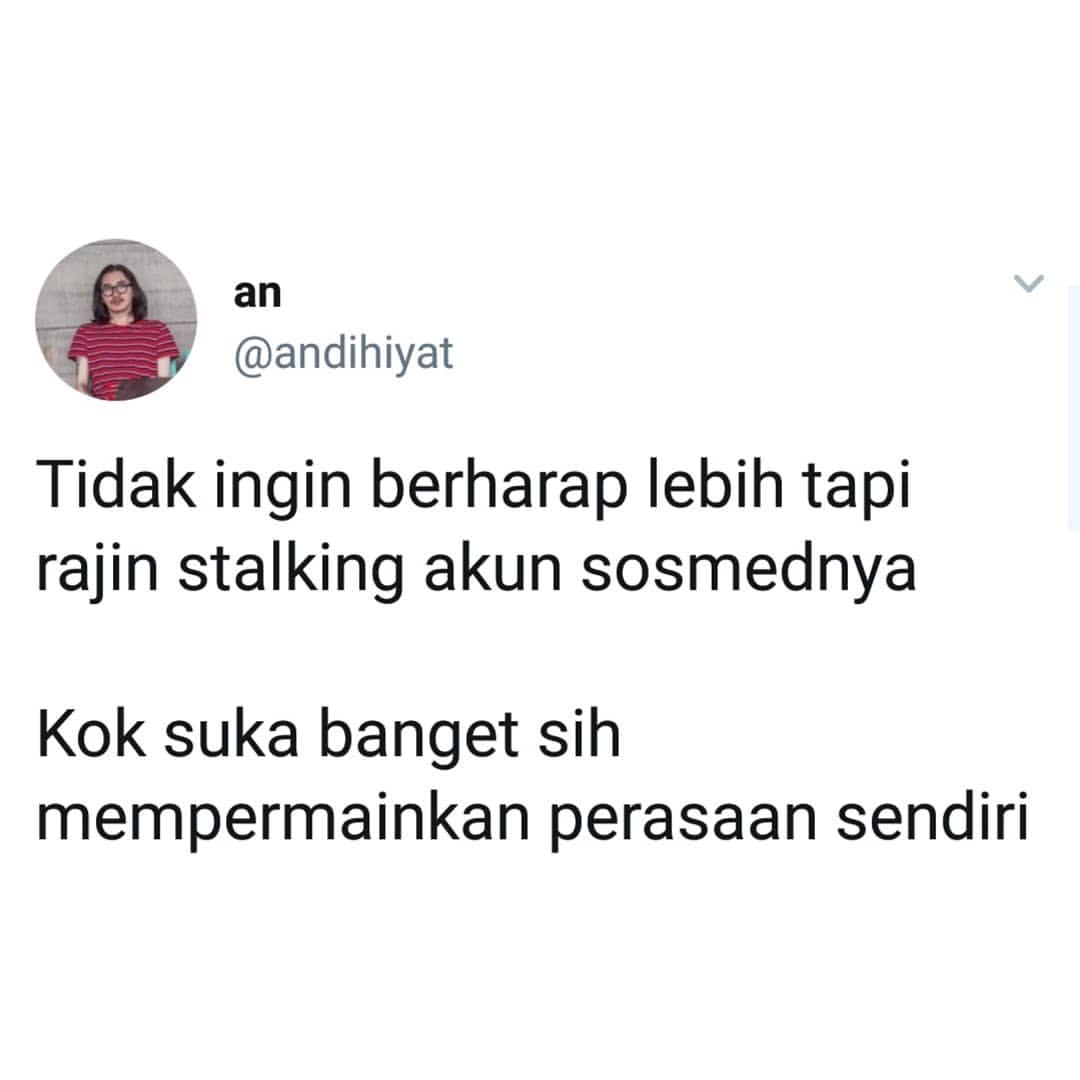 an
@andihiyat
Tidak ingin berharap lebih tapi
rajin stalking akun sosmednya
Kok suka banget sih
mempermainkan perasaan sendiri